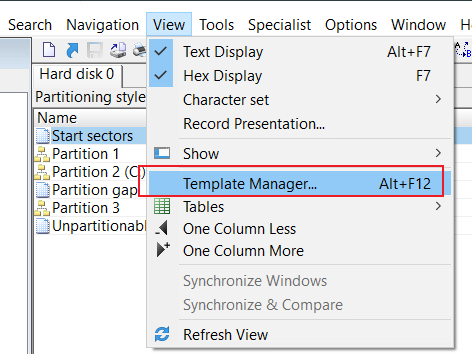 Search Navigation View Tools Specialist Options Window Help
Hard disk 0
Partitioning style
Name
Start sectors
Partition 1
Partition 2 (C
Partition gap
Partition 3
Unpartitionabl
Text Display Alt+F7
Hex Display F7
Character set
Record Presentation...
Show
Template Manager... Alt+F12
Tables
One Column Less
One Column More
Synchronize Windows
Synchronize & Compare
Refresh View